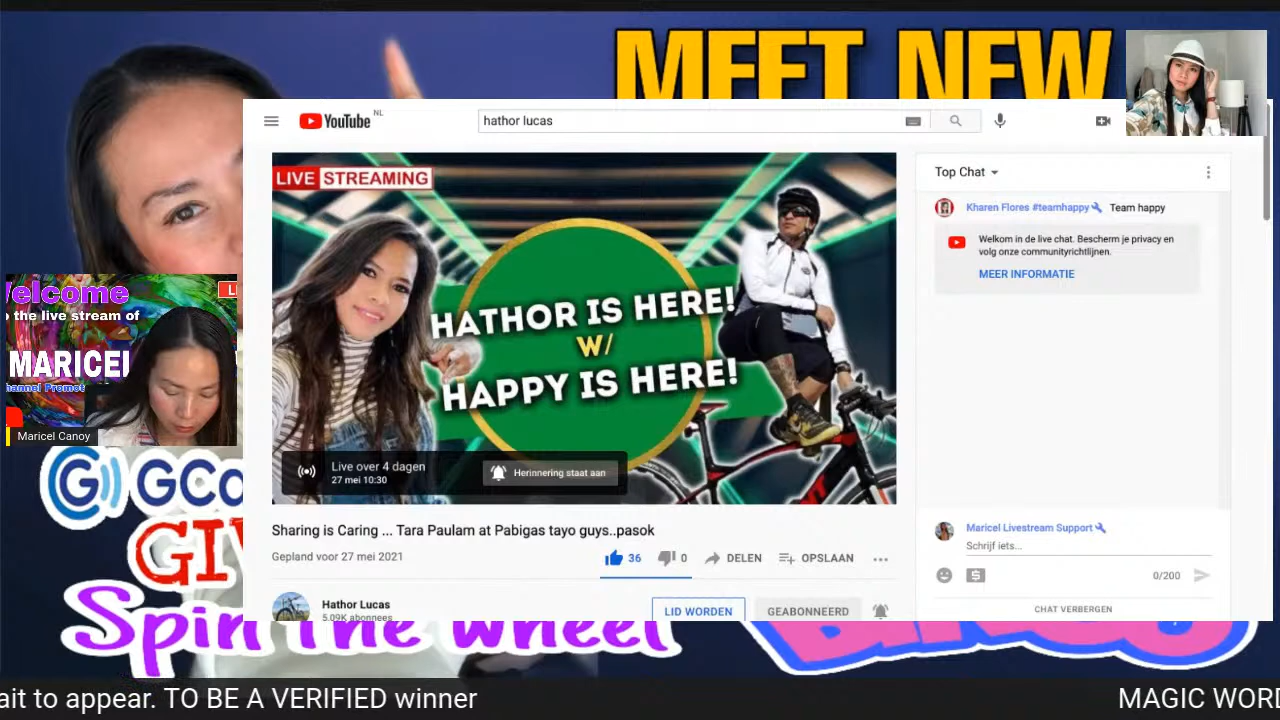 MEET NEW
YouTube NL
hathor lucas
LIVE STREAMING
HATHOR IS HERE!
W/
HAPPY IS HERE!
Live over 4 dagen
27 mei 10:30
Herinnering staat aan
Sharing is Caring ... Tara Paulam at Pabigas tayo guys..pasok
Gepland voor 27 mei 2021
36
0
DELEN
OPSLAAN
Hathor Lucas
5.09K abonnees
LID WORDEN
GEABONNEERD
Top Chat
Kharen Flores #teamhappy Team happy
Welkom in de live chat. Bescherm je privacy en
volg onze communityrichtlijnen.
MEER INFORMATIE
Maricel Livestream Support
Schrijf iets...
0/200
CHAT VERBERGEN
elcome
the live stream of
MARICEL
Maricel Canoy
GCa
GI
Spin The Wheel
ait to appear. TO BE A VERIFIED winner
MAGIC WORD